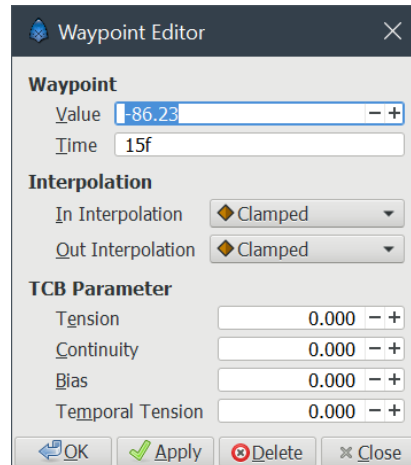 Waypoint Editor
Waypoint
Value -86.23
Time 15f
Interpolation
In Interpolation Clamped
Out Interpolation Clamped
TCB Parameter
Tension 0.000
Continuity 0.000
Bias 0.000
Temporal Tension 0.000
OK Apply Delete Close